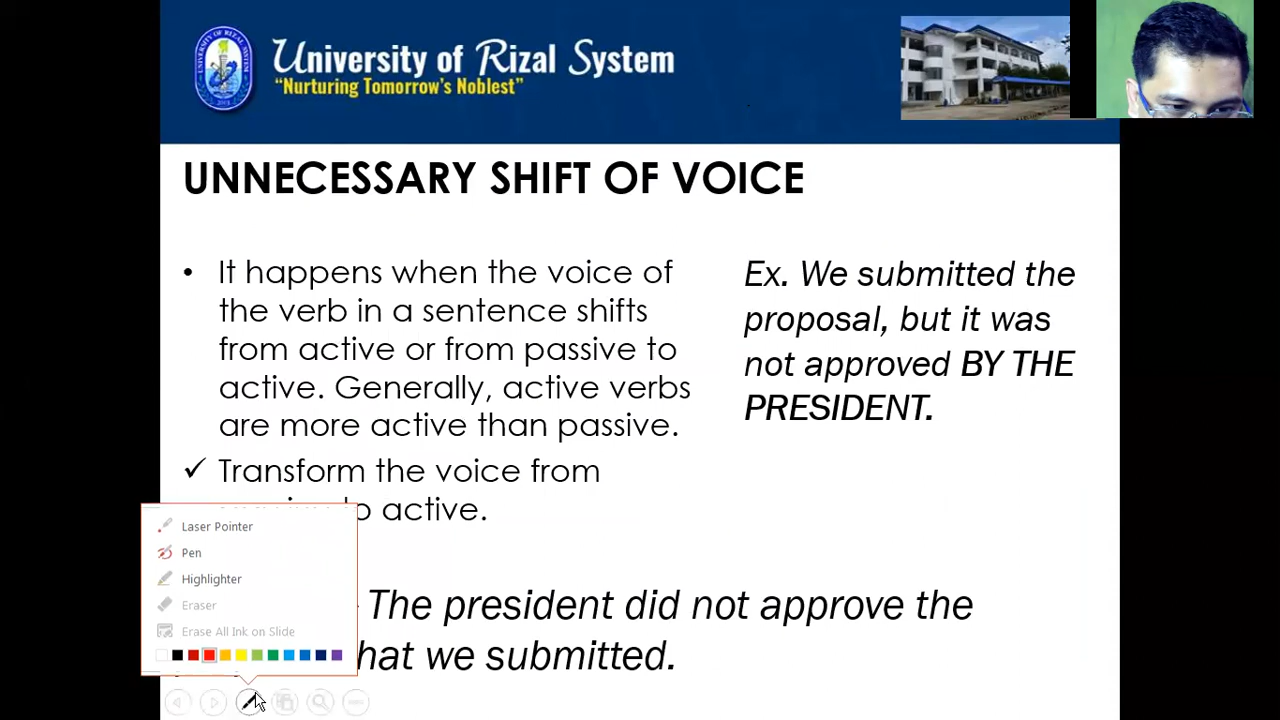 University of Rizal System
"Nurturing Tomorrow's Noblest"
UNNECESSARY SHIFT OF VOICE
• It happens when the voice of
the verb in a sentence shifts
from active or from passive to
active. Generally, active verbs
are more active than passive.
✓ Transform the voice from
to active.
Ex. We submitted the
proposal, but it was
not approved BY THE
PRESIDENT.
The president did not approve the
that we submitted.
Laser Pointer
Pen
Highlighter
Eraser
Erase All Ink on Slide